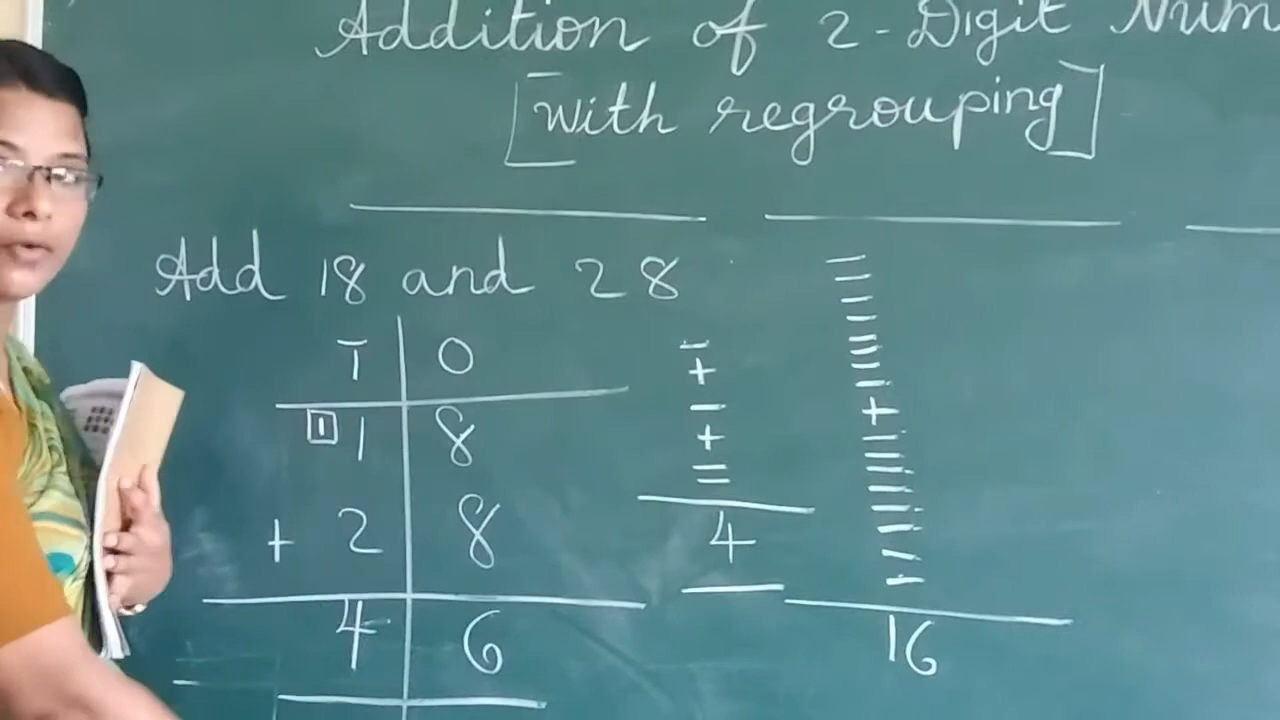 Addition of 2-Digit Num
[with regrouping]
Add 18 and 28
T O
1 1 8
+ 2 8
4 6
+
+
4
+
16